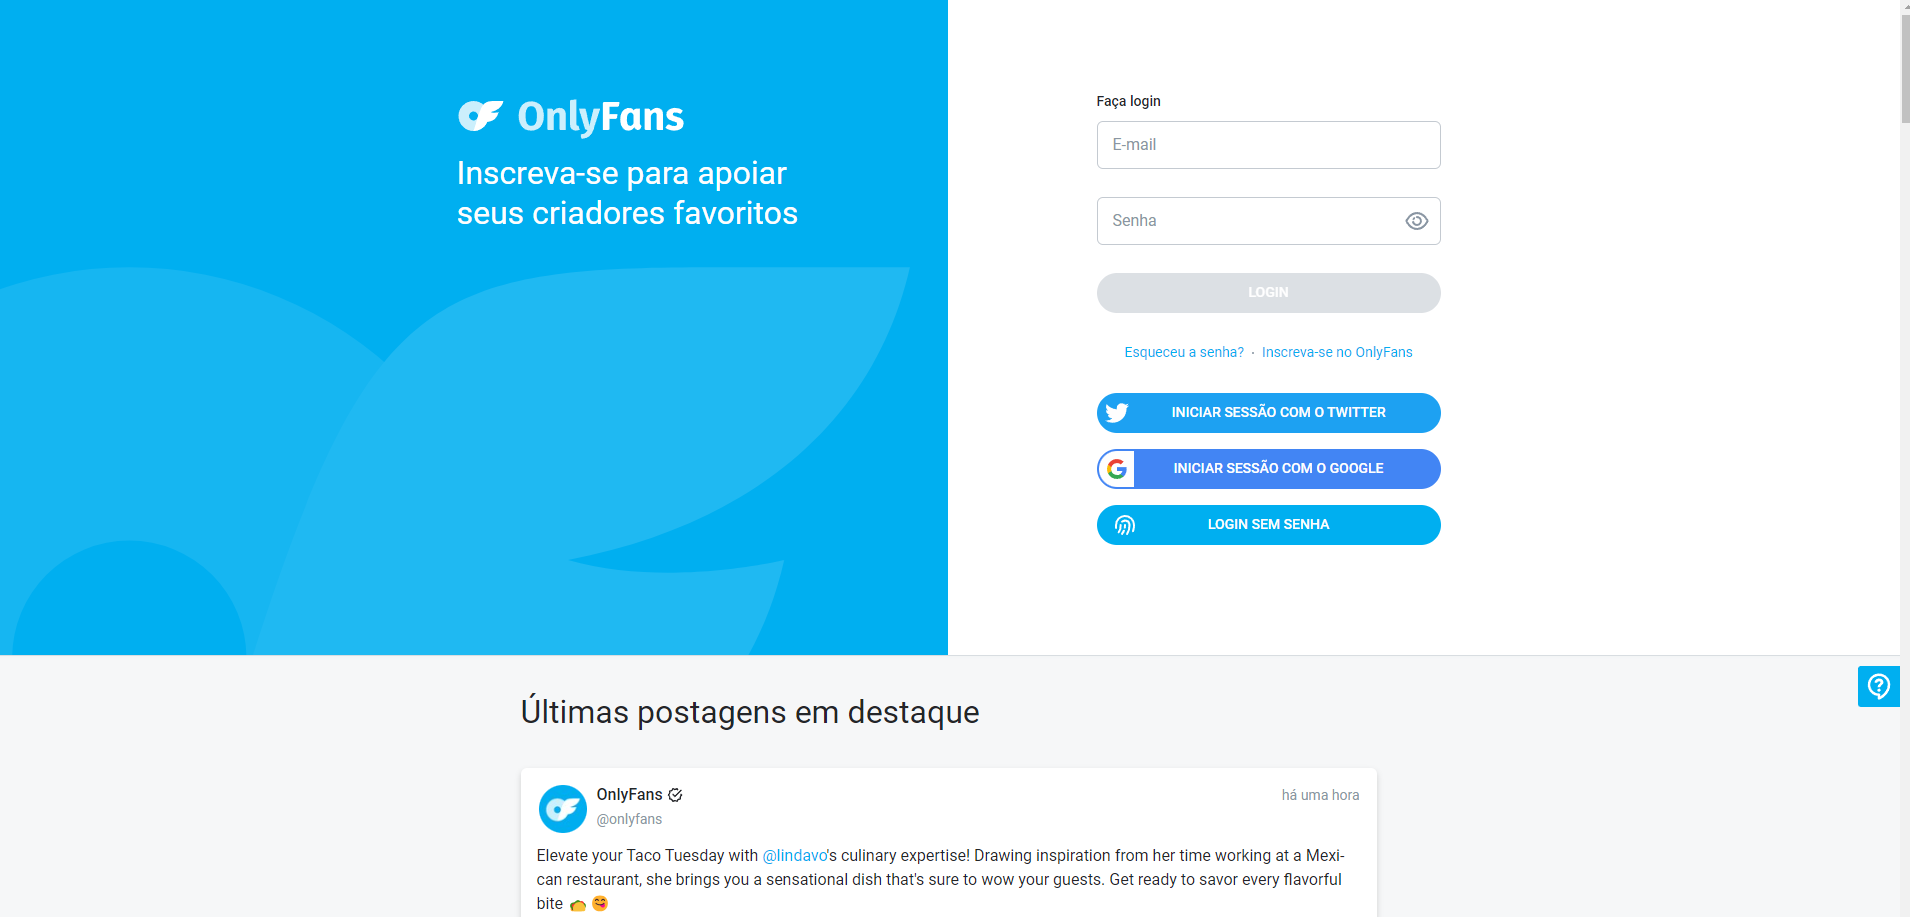 OnlyFans
Inscreva-se para apoiar
seus criadores favoritos
Faça login
E-mail
Senha
LOGIN
Esqueceu a senha? · Inscreva-se no OnlyFans
INICIAR SESSÃO COM O TWITTER
INICIAR SESSÃO COM O GOOGLE
LOGIN SEM SENHA
Últimas postagens em destaque
OnlyFans
há uma hora
@onlyfans
Elevate your Taco Tuesday with @lindavo's culinary expertise! Drawing inspiration from her time working at a Mexi-
can restaurant, she brings you a sensational dish that's sure to wow your guests. Get ready to savor every flavorful
bite 🌮 😋